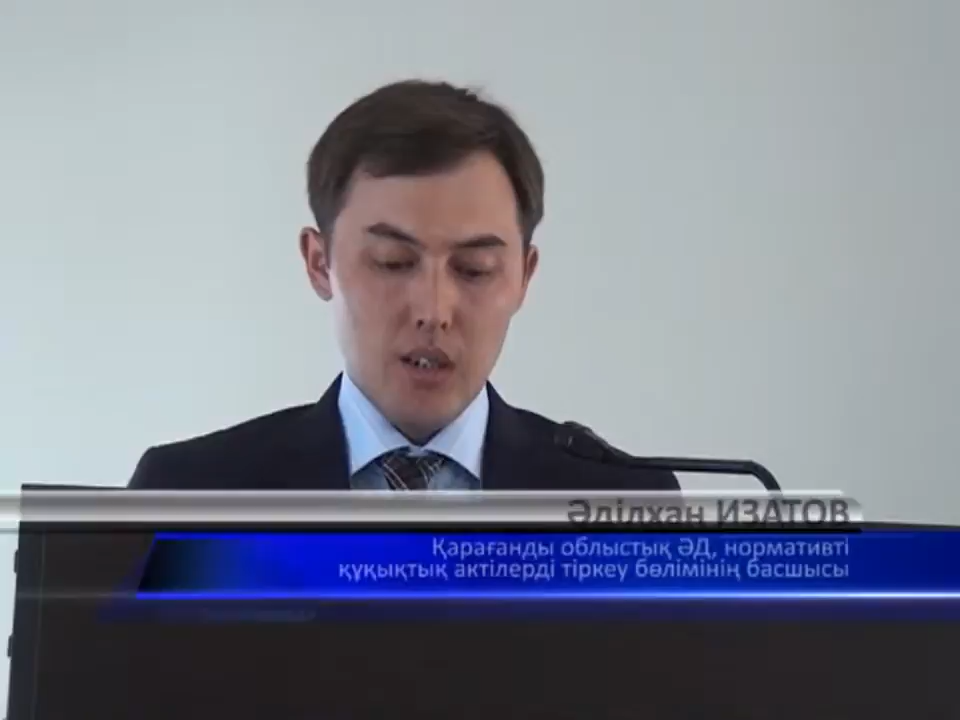 Әділхан ИЗАТОВ
Қарағанды облыстық ӘД, нормативті
құқықтық актілерді тіркеу бөлімінің басшысы